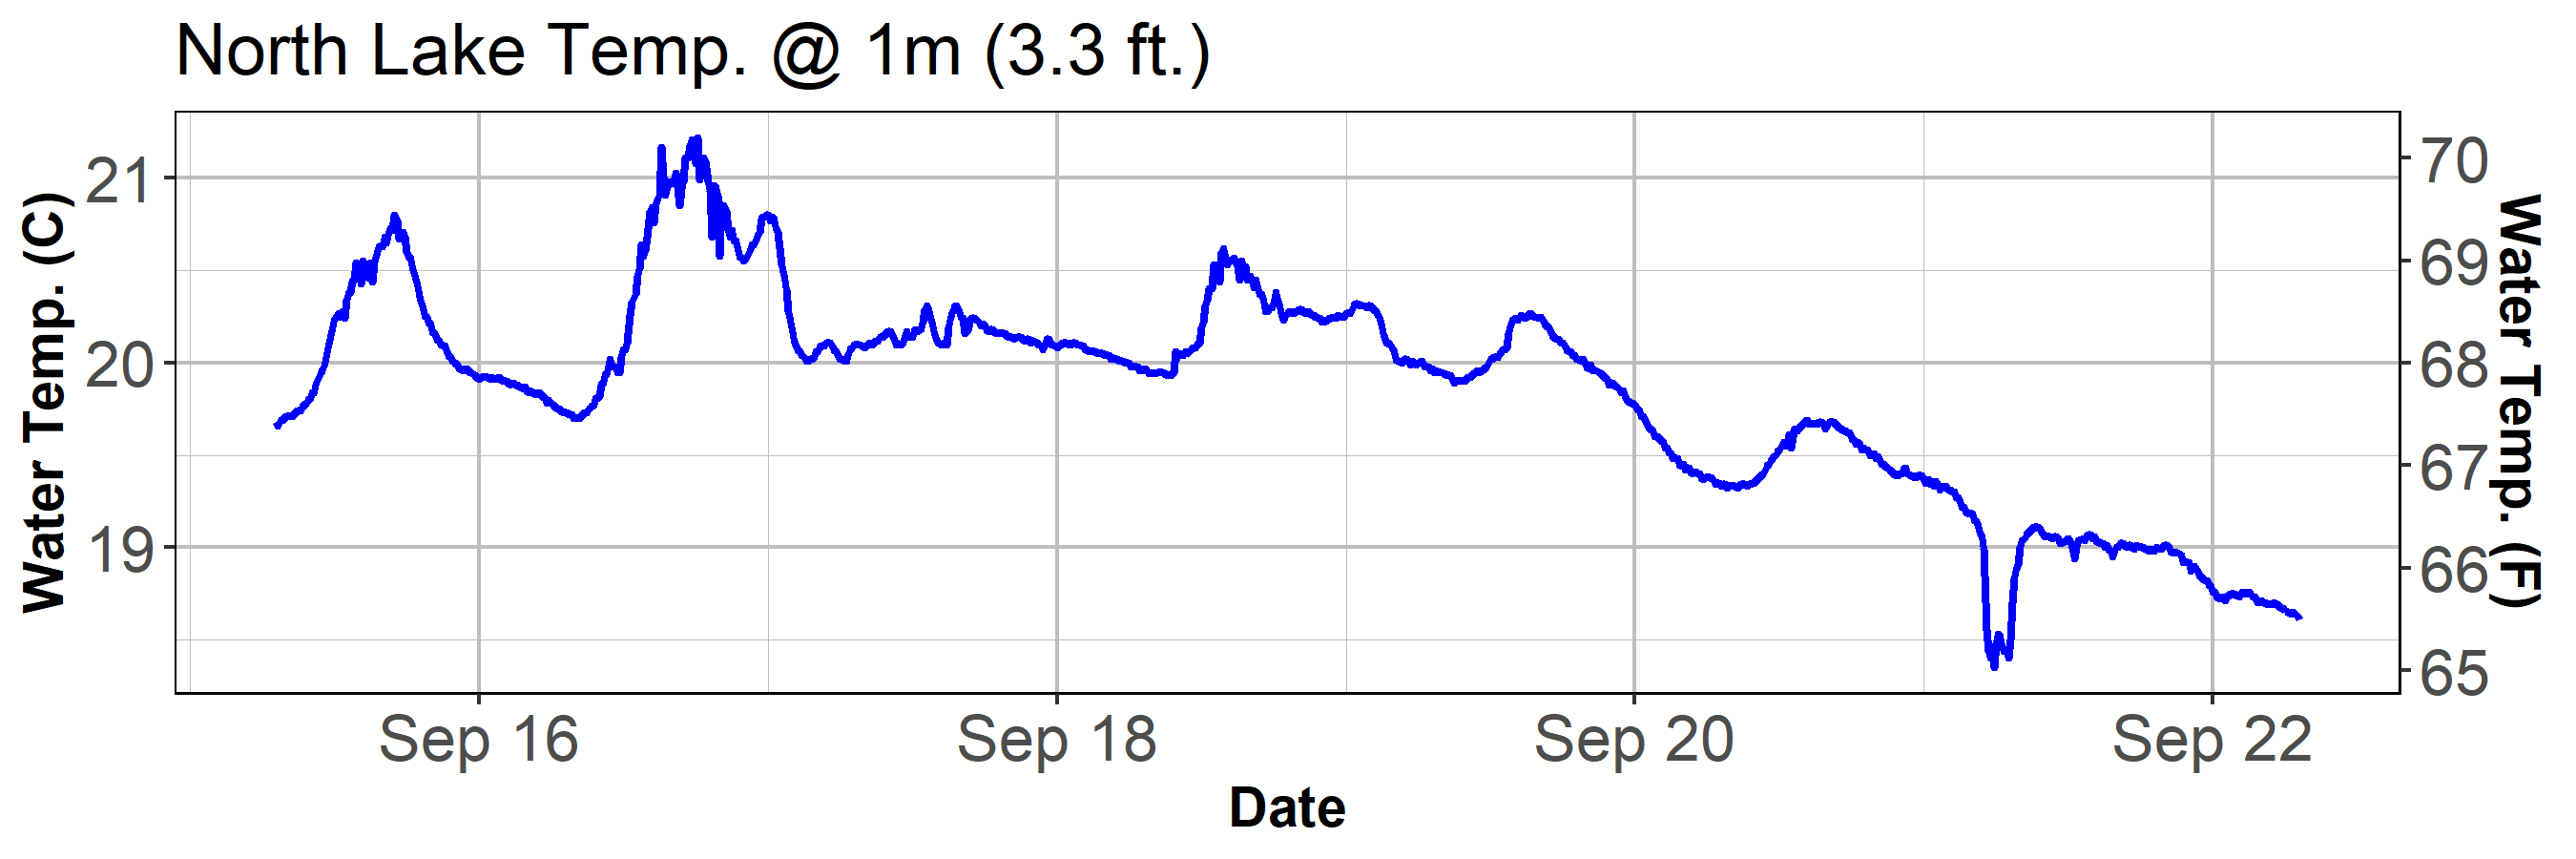 North Lake Temp. @ 1m (3.3 ft.)
Water Temp. (C)
21
20
19
70
69
68
67
66
65
Water Temp. (F)
Sep 16
Sep 18
Sep 20
Sep 22
Date